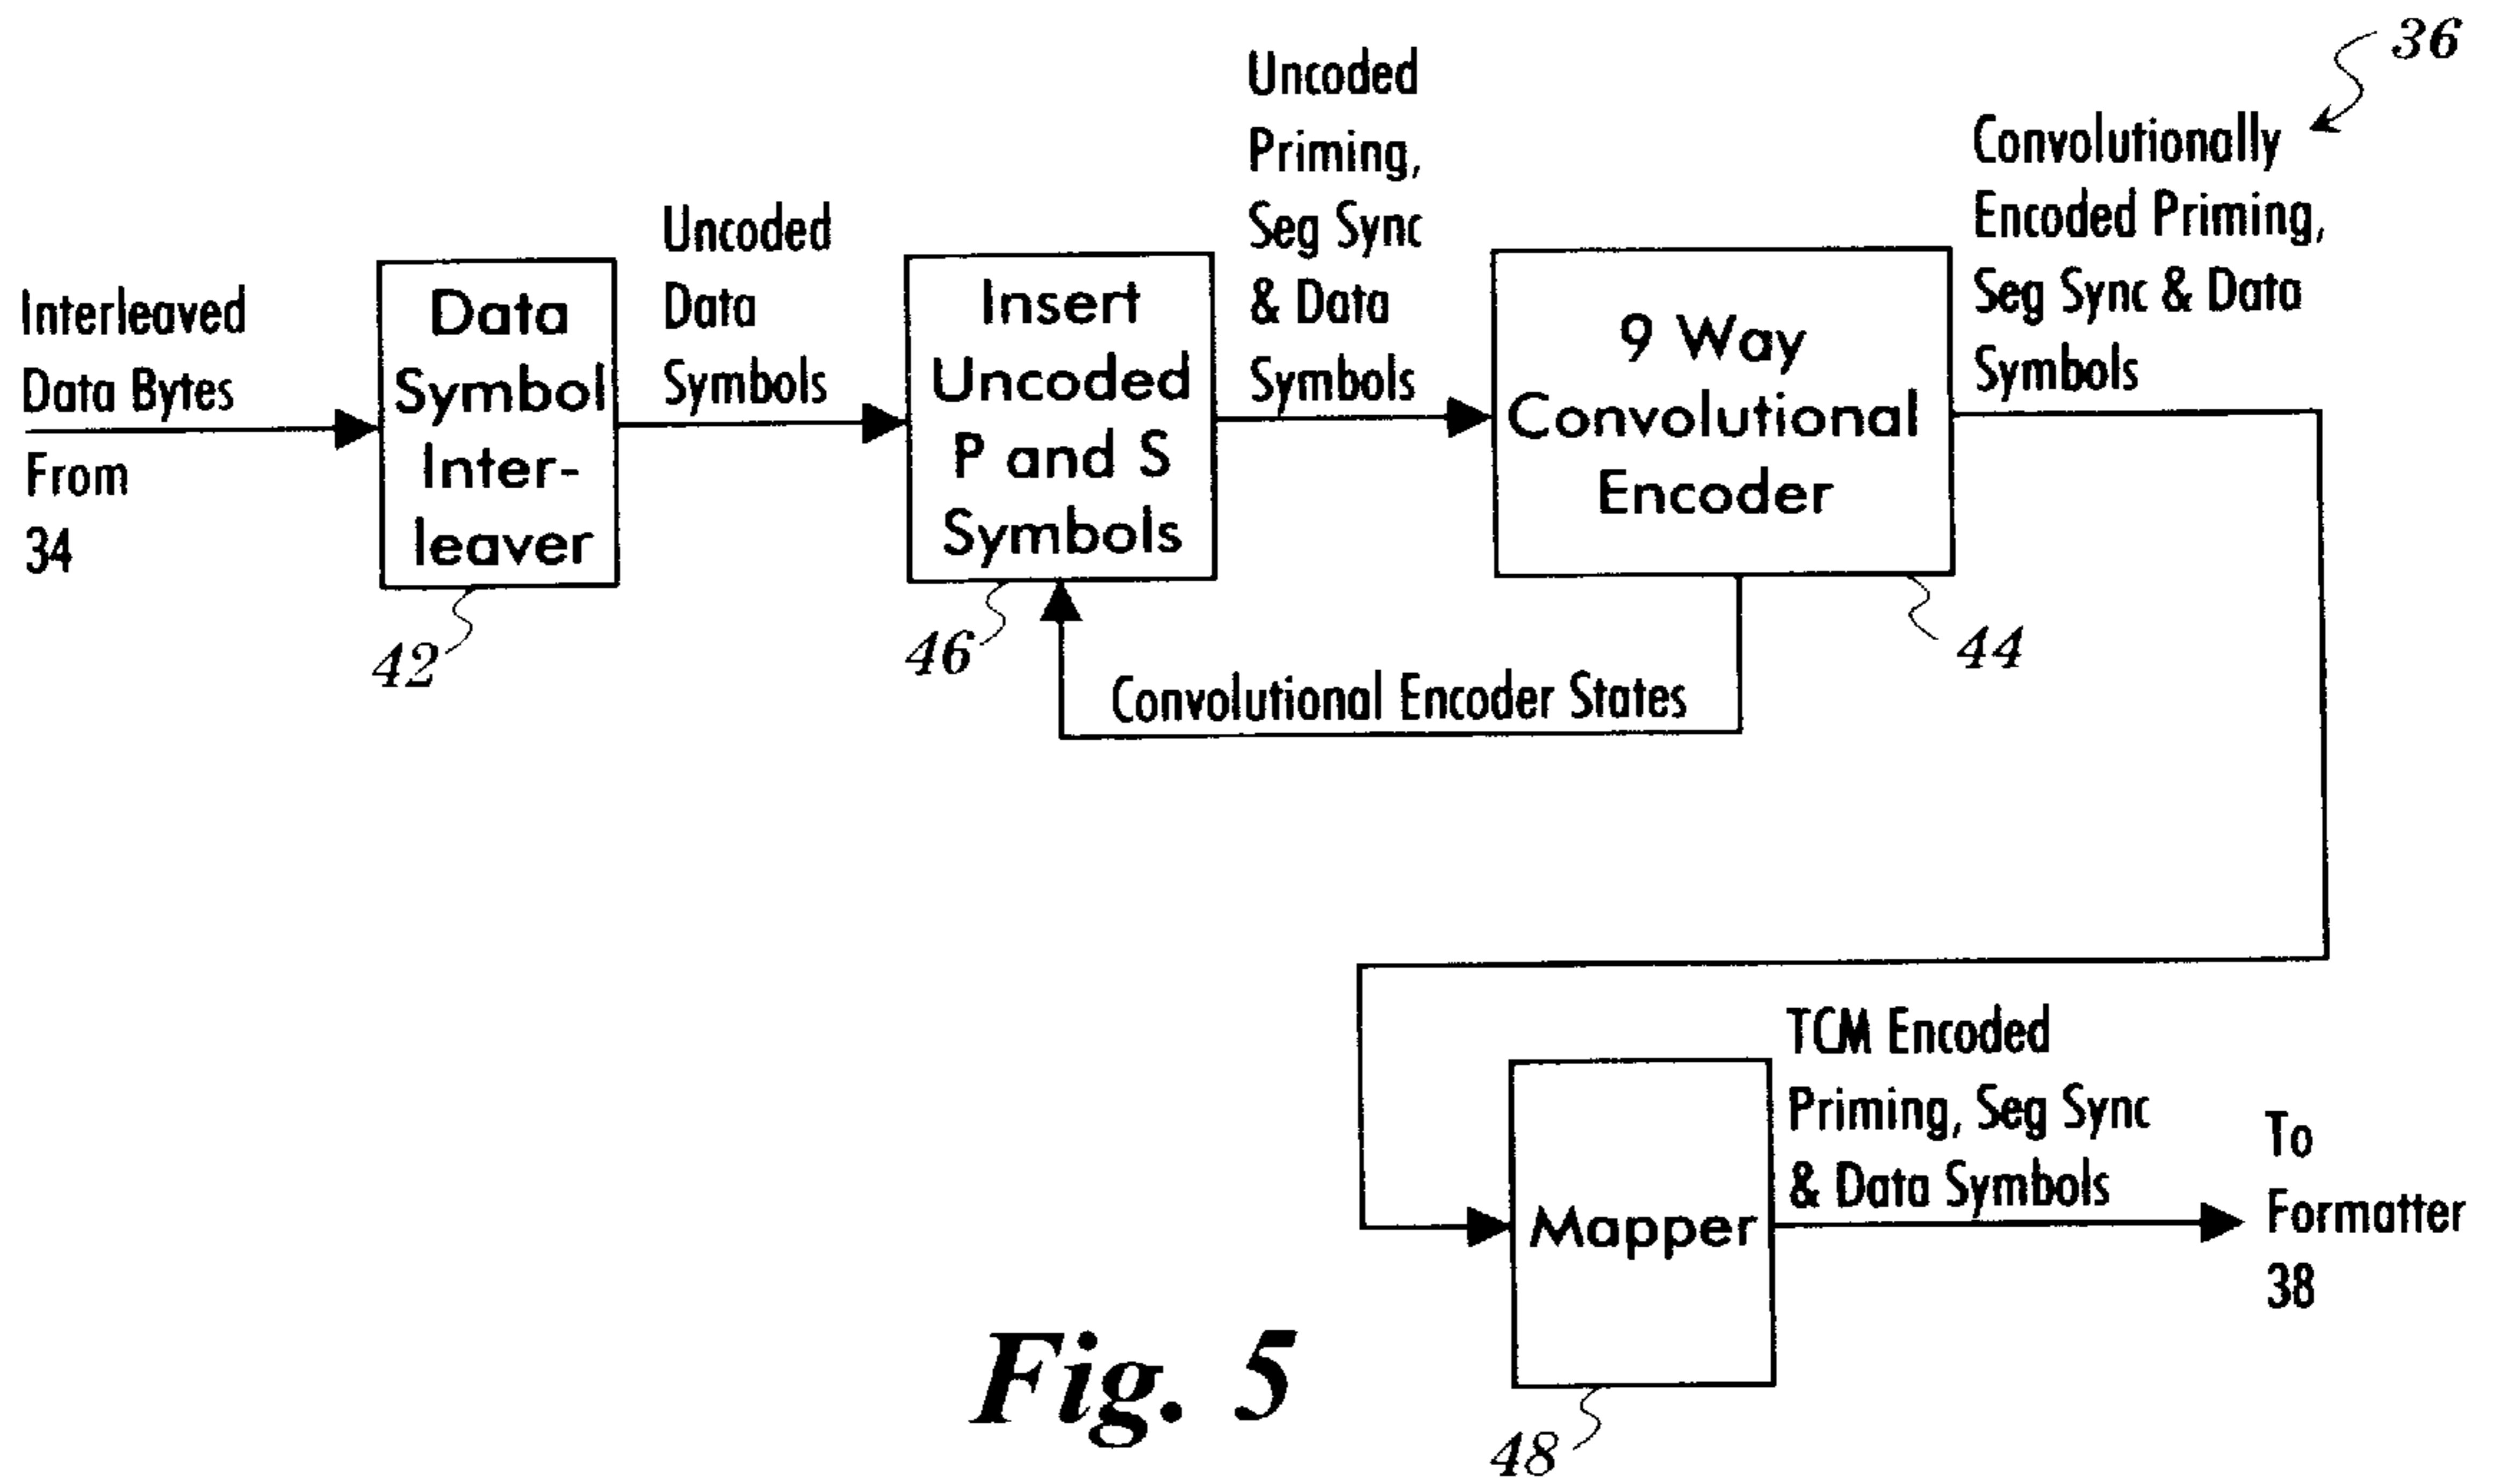 36
Interleaved
Data Bytes
From
34
Data
Symbol
Inter-
leaver
42
Uncoded
Data
Symbols
Insert
Uncoded
P and S
Symbols
46
Uncoded
Priming,
Seg Sync
& Data
Symbols
9 Way
Convolutional
Encoder
44
Convolutional Encoder States
Convolutionally
Encoded Priming,
Seg Sync & Data
Symbols
Mapper
48
TCM Encoded
Priming, Seg Sync
& Data Symbols
To
Formatter
38
Fig. 5